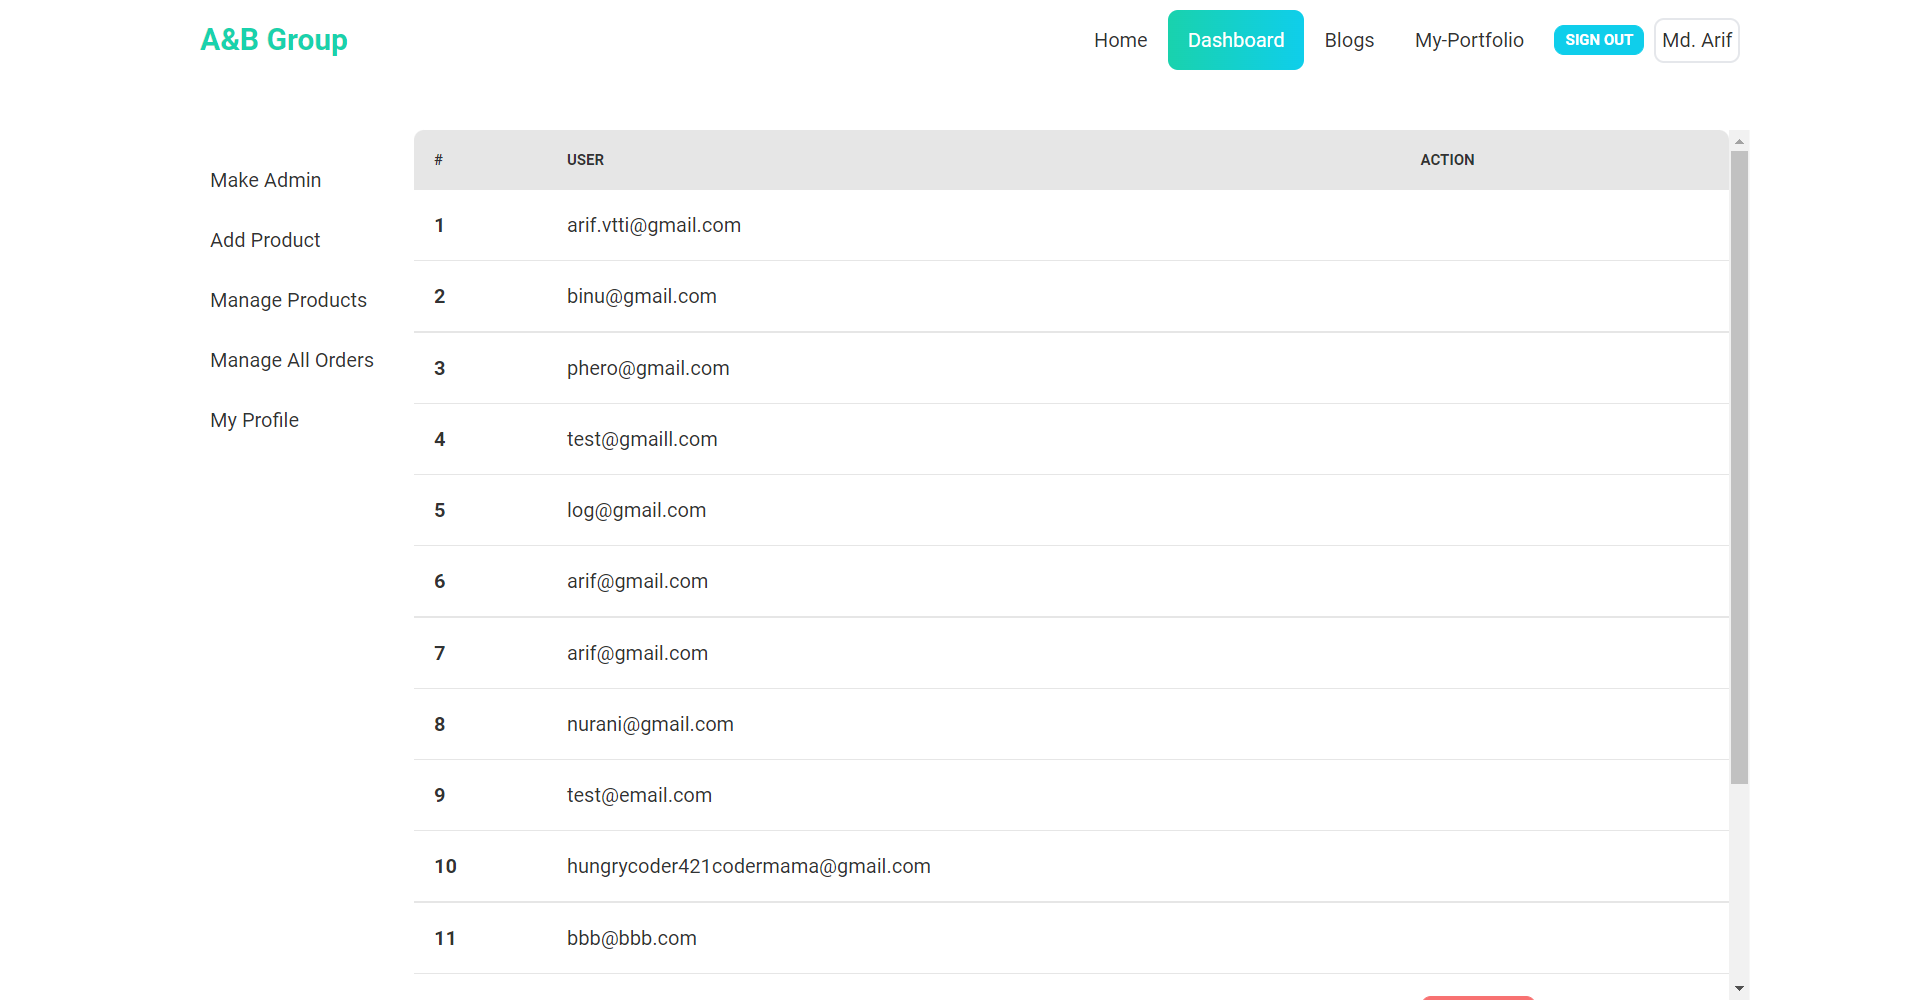 A&B Group
Home Dashboard Blogs My-Portfolio SIGN OUT Md. Arif
Make Admin
Add Product
Manage Products
Manage All Orders
My Profile
# USER ACTION
1 arif.vtti@gmail.com
2 binu@gmail.com
3 phero@gmail.com
4 test@gmaill.com
5 log@gmail.com
6 arif@gmail.com
7 arif@gmail.com
8 nurani@gmail.com
9 test@email.com
10 hungrycoder421codermama@gmail.com
11 bbb@bbb.com